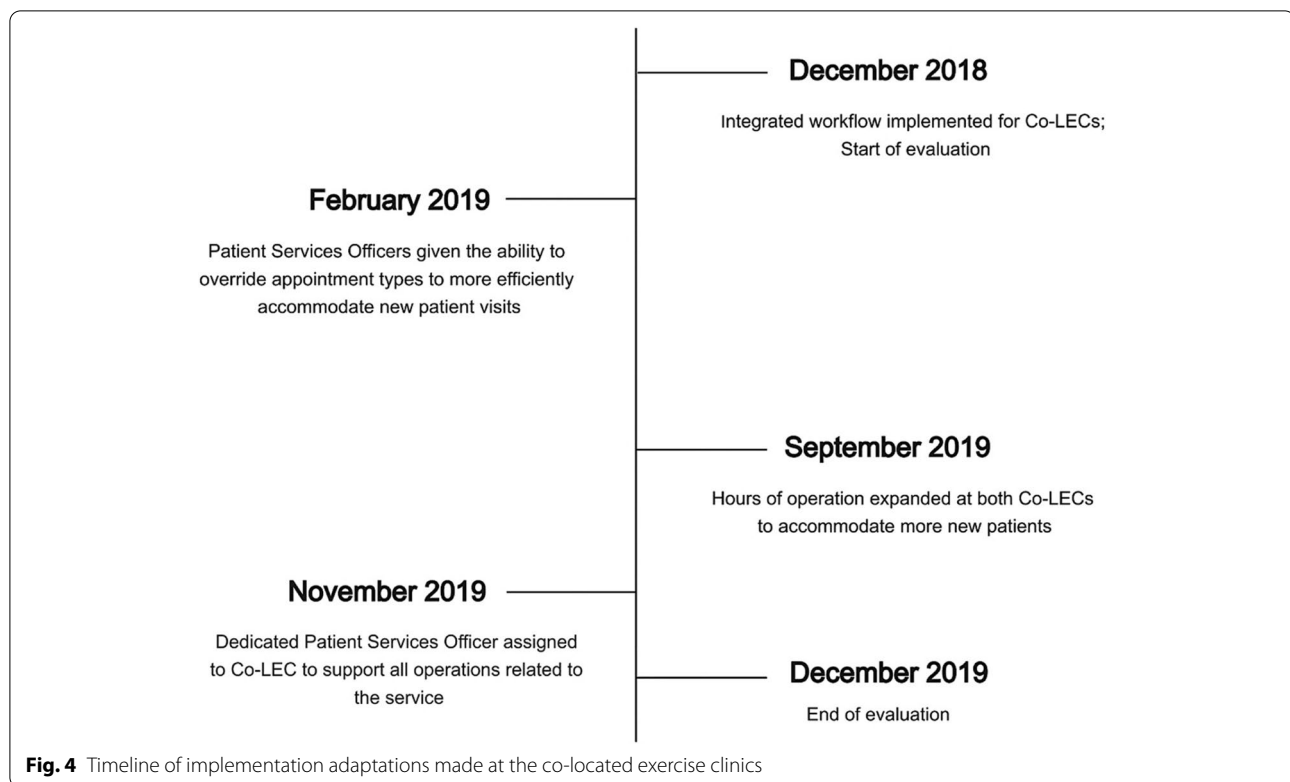 December 2018
Integrated workflow implemented for Co-LECs;
Start of evaluation
February 2019
Patient Services Officers given the ability to
override appointment types to more efficiently
accommodate new patient visits
September 2019
Hours of operation expanded at both Co-LECs
to accommodate more new patients
November 2019
Dedicated Patient Services Officer assigned
to Co-LEC to support all operations related to
the service
December 2019
End of evaluation
Fig. 4 Timeline of implementation adaptations made at the co-located exercise clinics